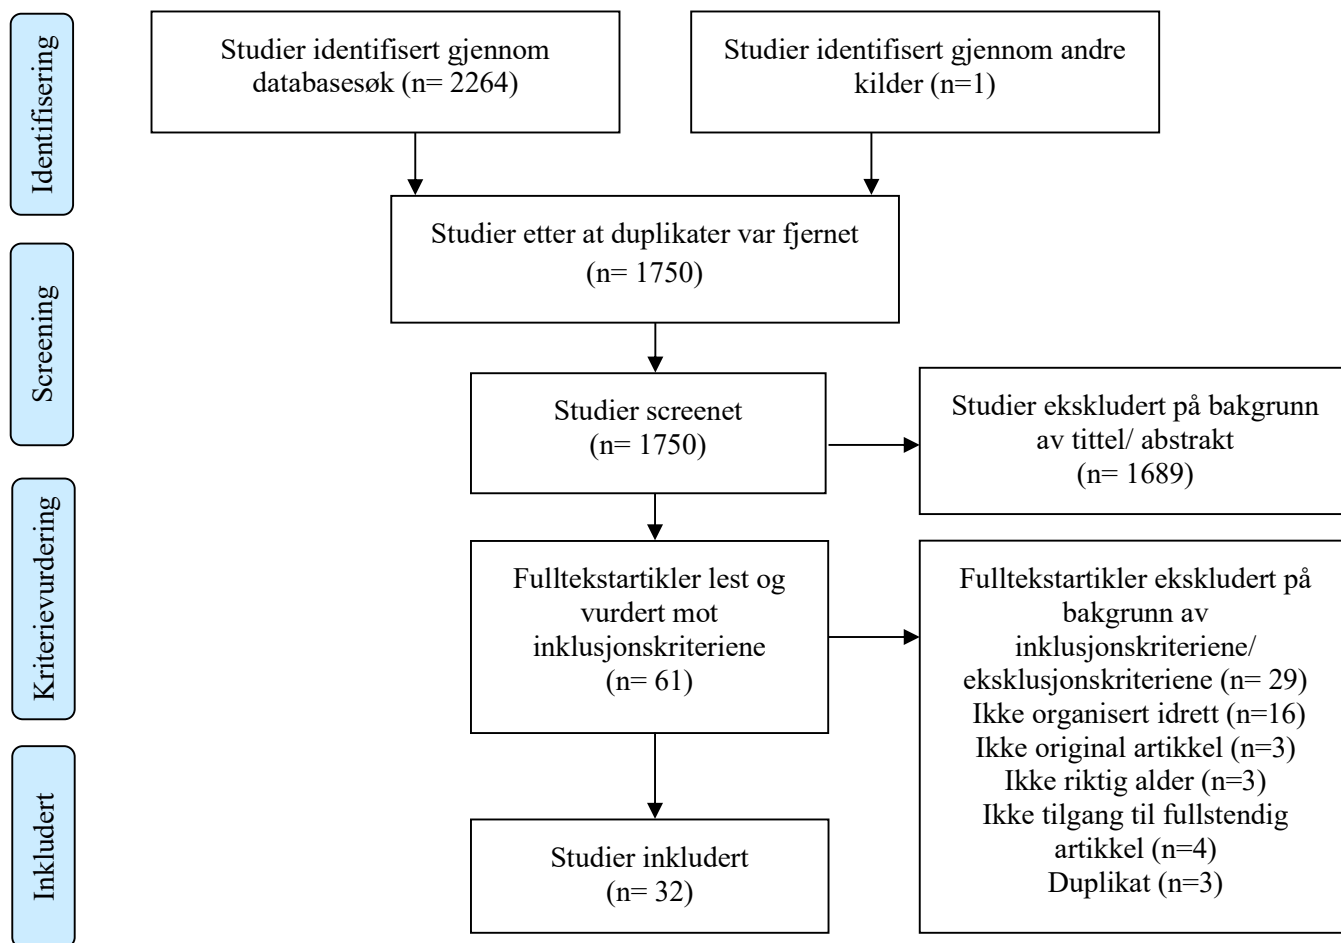 Identifisering
Studier identifisert gjennom
databasesøk (n= 2264)
Studier identifisert gjennom andre
kilder (n=1)
Studier etter at duplikater var fjernet
(n= 1750)
Screening
Studier screenet
(n= 1750)
Studier ekskludert på bakgrunn
av tittel/ abstrakt
(n= 1689)
Kriterievurdering
Fulltekstartikler lest og
vurdert mot
inklusjonskriteriene
(n= 61)
Fulltekstartikler ekskludert på
bakgrunn av
inklusjonskriteriene/
eksklusjonskriteriene (n= 29)
Ikke organisert idrett (n=16)
Ikke original artikkel (n=3)
Ikke riktig alder (n=3)
Ikke tilgang til fullstendig
artikkel (n=4)
Duplikat (n=3)
Inkludert
Studier inkludert
(n= 32)